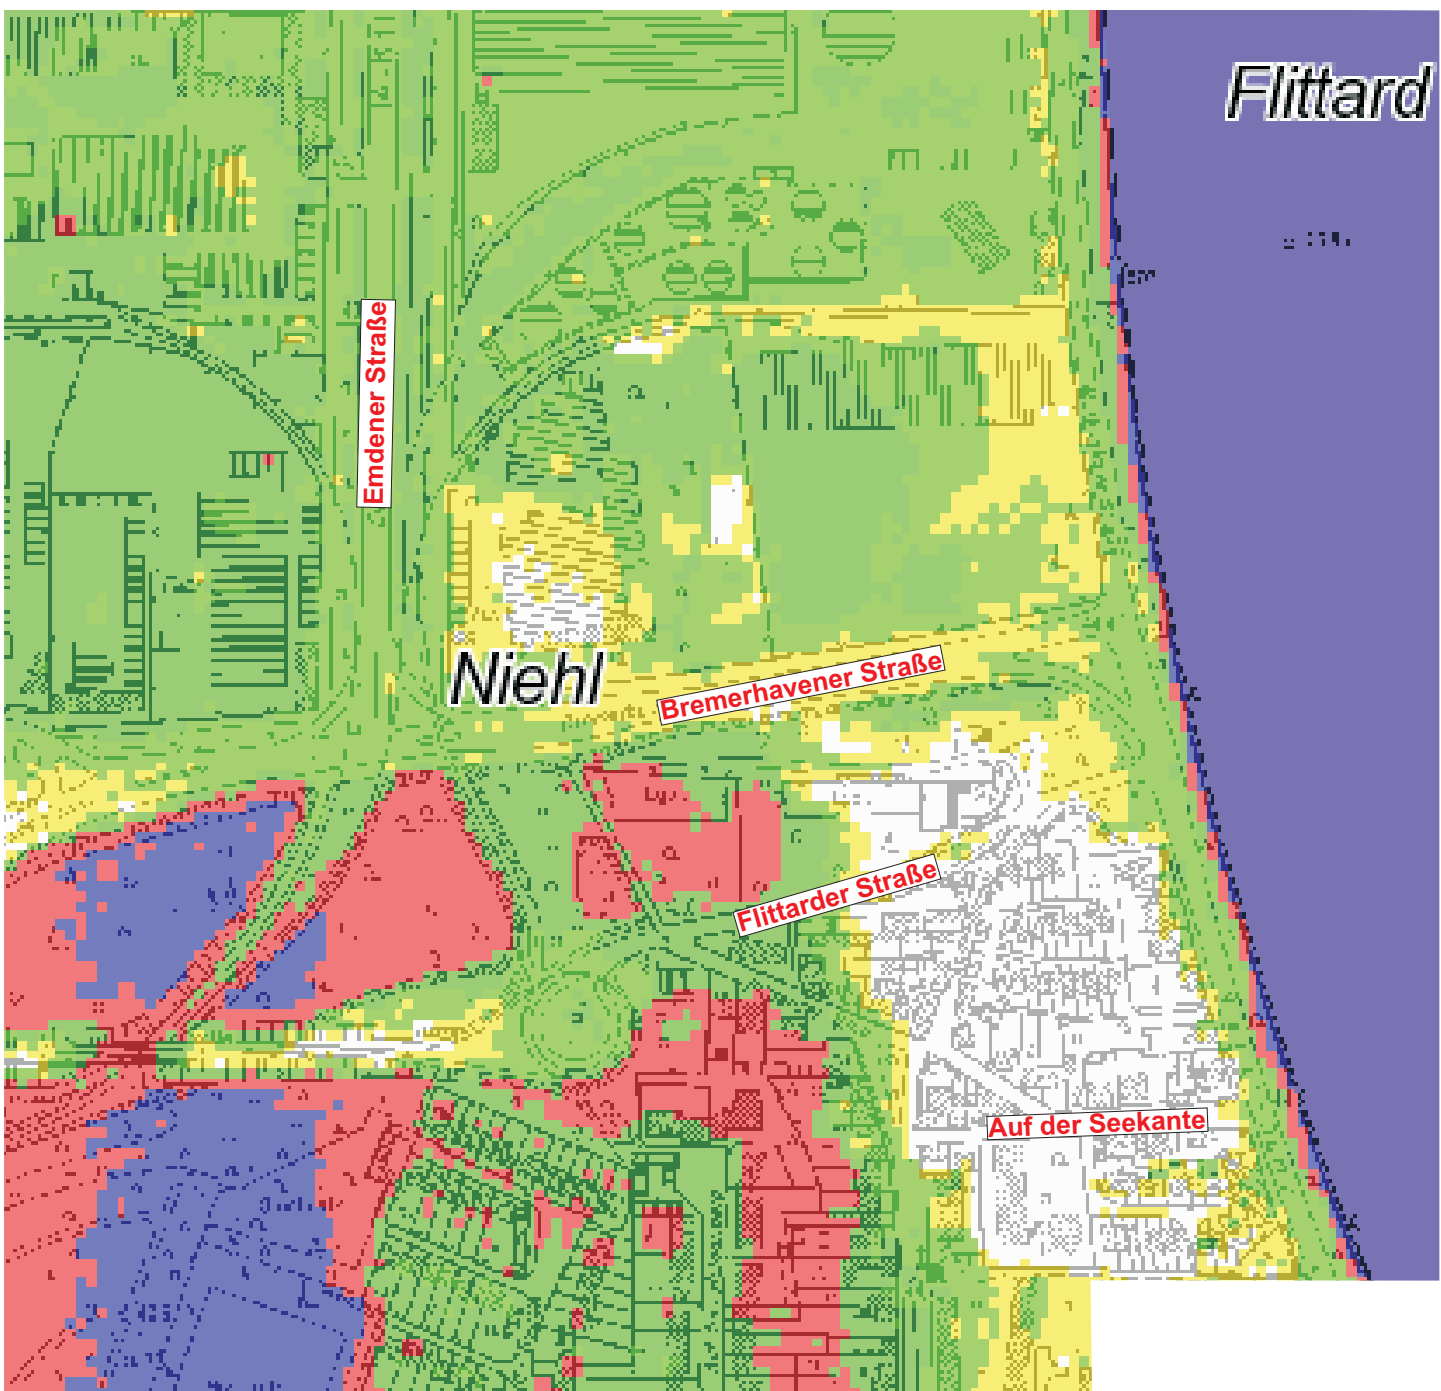 Flittard
Emdener Straße
Niehl
Bremerhavener Straße
Flittarder Straße
Auf der Seekante